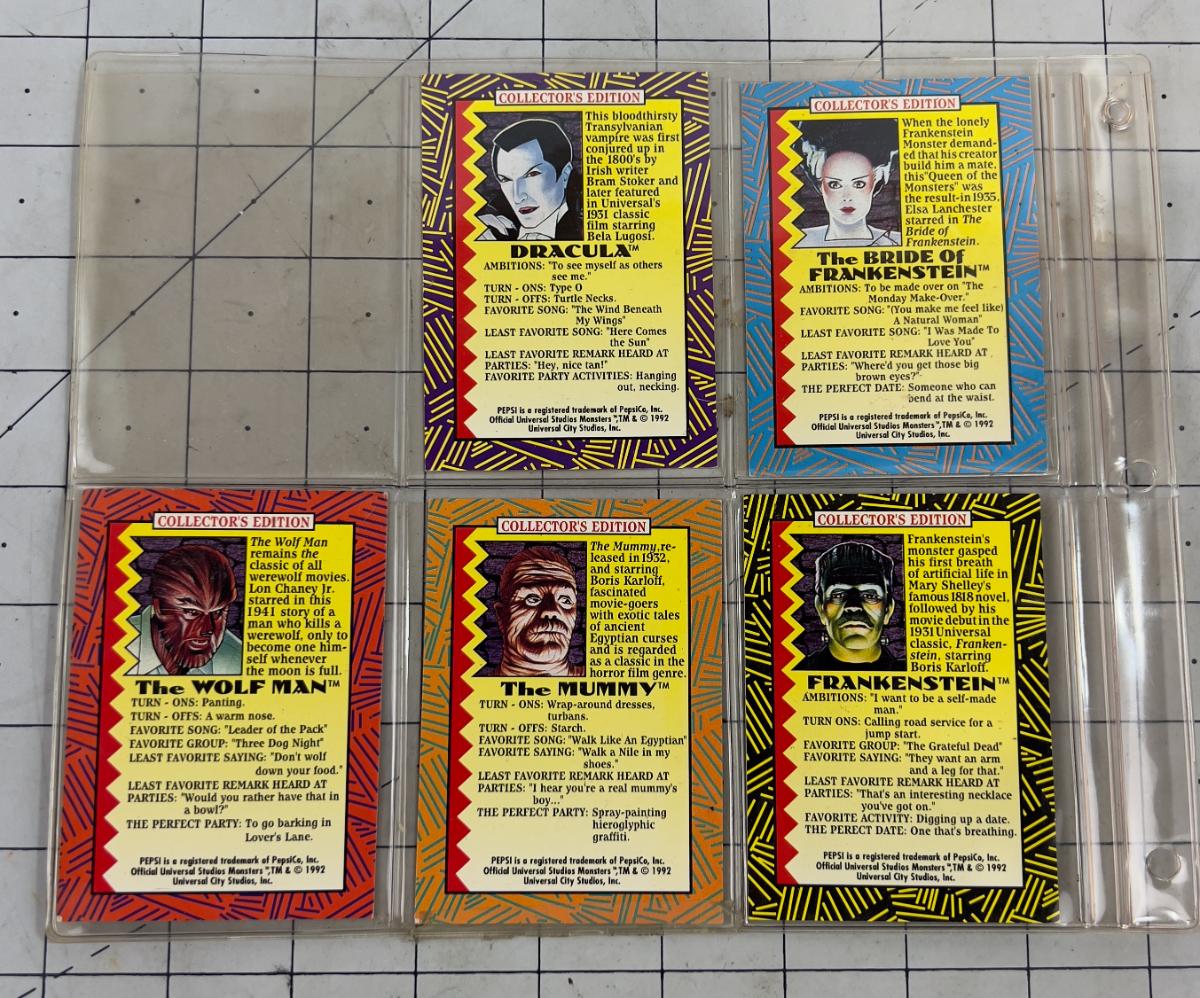 COLLECTOR'S EDITION
This bloodthirsty
Transylvanian
vampire was first
conjured up in
the 1800's by
Irish writer
Bram Stoker and
later featured
in Universal's
1931 classic
film starring
Bela Lugosi.
DRACULA™
AMBITIONS: "To see myself as others
see me."
TURN - ONS: Type O
TURN - OFFS: Turtle Necks.
FAVORITE SONG: "The Wind Beneath
My Wings"
LEAST FAVORITE SONG: "Here Comes
the Sun"
LEAST FAVORITE REMARK HEARD AT
PARTIES: "Hey, nice tan!"
FAVORITE PARTY ACTIVITIES: Hanging
out, necking.
PEPSI is a registered trademark of PepsiCo, Inc.
Official Universal Studios Monsters™,TM & © 1992
Universal City Studios, Inc.
COLLECTOR'S EDITION
When the lonely
Frankenstein
Monster demand-
ed that his creator
build him a mate,
this"Queen of the
Monsters" was
the result-in 1935,
Elsa Lanchester
starred in The
Bride of
Frankenstein.
The BRIDE OF
FRANKENSTEIN™
AMBITIONS: To be made over on "The
Monday Make-Over."
FAVORITE SONG: "(You make me feel like)
A Natural Woman"
LEAST FAVORITE SONG: "I Was Made To
Love You"
LEAST FAVORITE REMARK HEARD AT
PARTIES: "Where'd you get those big
brown eyes?"
THE PERFECT DATE: Someone who can
bend at the waist.
PEPSI is a registered trademark of PepsiCo, Inc.
Official Universal Studios Monsters™,TM & © 1992
Universal City Studios, Inc.
COLLECTOR'S EDITION
The Wolf Man
remains the
classic of all
werewolf movies.
Lon Chaney Jr.
starred in this
1941 story of a
man who kills a
werewolf, only to
become one him-
self whenever
the moon is full.
The WOLF MAN™
TURN - ONS: Panting.
TURN - OFFS: A warm nose.
FAVORITE SONG: "Leader of the Pack"
FAVORITE GROUP: "Three Dog Night"
LEAST FAVORITE SAYING: "Don't wolf
down your food."
LEAST FAVORITE REMARK HEARD AT
PARTIES: "Would you rather have that in
a bowl?"
THE PERFECT PARTY: To go barking in
Lover's Lane.
PEPSI is a registered trademark of PepsiCo, Inc.
Official Universal Studios Monsters™,TM & © 1992
Universal City Studios, Inc.
COLLECTOR'S EDITION
The Mummy,re-
leased in 1932,
and starring
Boris Karloff,
fascinated
movie-goers
with exotic tales
of ancient
Egyptian curses
and is regarded
as a classic in the
horror film genre.
The MUMMY™
TURN - ONS: Wrap-around dresses,
turbans.
TURN - OFFS: Starch.
FAVORITE SONG: "Walk Like An Egyptian"
FAVORITE SAYING: "Walk a Nile in my
shoes."
LEAST FAVORITE REMARK HEARD AT
PARTIES: "I hear you're a real mummy's
boy..."
THE PERFECT PARTY: Spray-painting
hieroglyphic
graffiti.
PEPSI is a registered trademark of PepsiCo, Inc.
Official Universal Studios Monsters™,TM & © 1992
Universal City Studios, Inc.
COLLECTOR'S EDITION
Frankenstein's
monster gasped
his first breath
of artificial life in
Mary Shelley's
famous 1818 novel,
followed by his
movie debut in the
1931 Universal
classic, Franken-
stein, starring
Boris Karloff.
FRANKENSTEIN™
AMBITIONS: "I want to be a self-made
man."
TURN ONS: Calling road service for a
jump start.
FAVORITE GROUP: "The Grateful Dead"
FAVORITE SAYING: "They want an arm
and a leg for that."
LEAST FAVORITE REMARK HEARD AT
PARTIES: "That's an interesting necklace
you've got on."
FAVORITE ACTIVITY: Digging up a date.
THE PERECT DATE: One that's breathing.
PEPSI is a registered trademark of PepsiCo, Inc.
Official Universal Studios Monsters™,TM & © 1992
Universal City Studios, Inc.